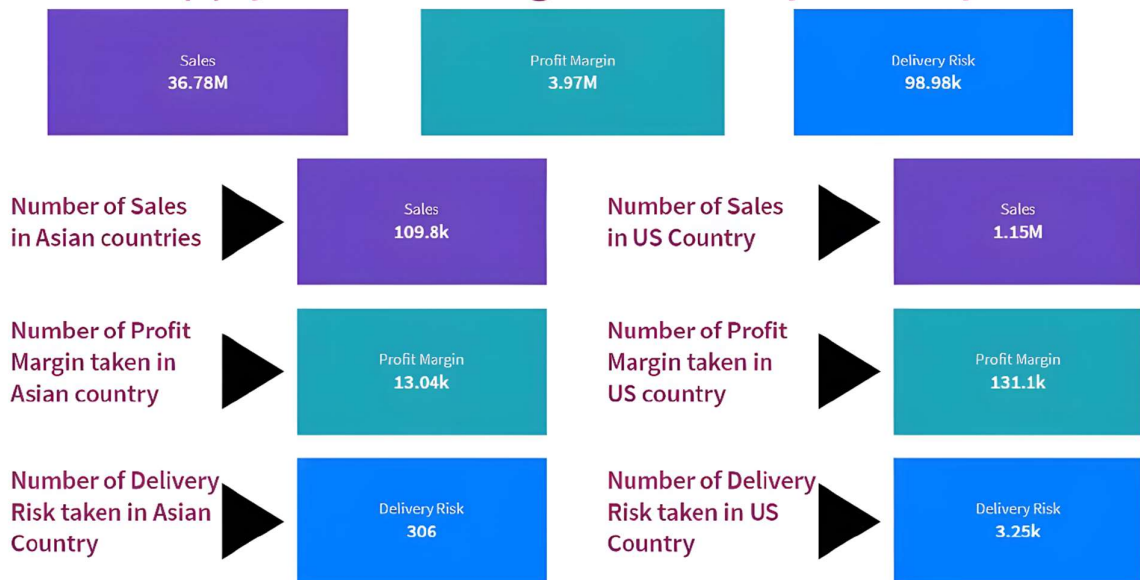 Sales
36.78M
Profit Margin
3.97M
Delivery Risk
98.98k
Number of Sales
in Asian countries
Sales
109.8k
Number of Sales
in US Country
Sales
1.15M
Number of Profit
Margin taken in
Asian country
Profit Margin
13.04k
Number of Profit
Margin taken in
US country
Profit Margin
131.1k
Number of Delivery
Risk taken in Asian
Country
Delivery Risk
306
Number of Delivery
Risk taken in US
Country
Delivery Risk
3.25k